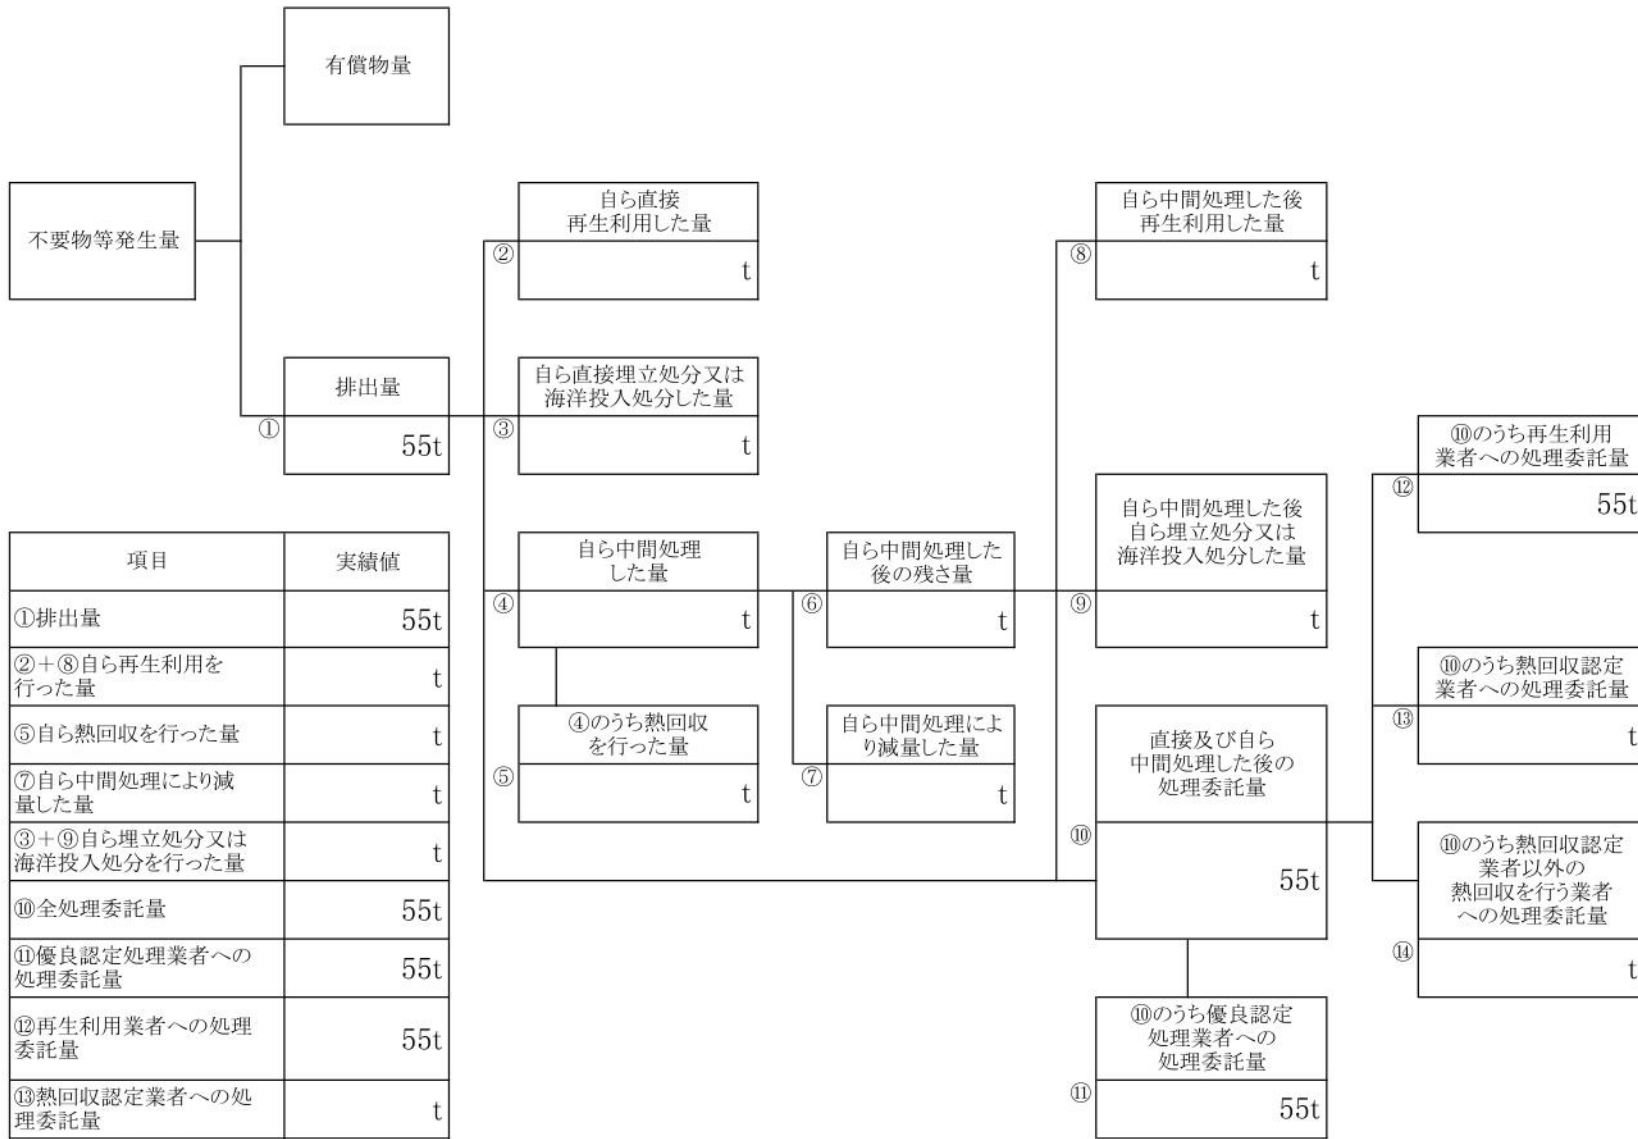 有償物量
不要物等発生量
自ら直接
再生利用した量
②
t
自ら中間処理した後
再生利用した量
⑧
t
排出量
①
55t
自ら直接埋立処分又は
海洋投入処分した量
③
t
⑩のうち再生利用
業者への処理委託量
⑫
55t
自ら中間処理
した量
④
t
自ら中間処理した
後の残さ量
⑥
t
自ら中間処理した後
自ら埋立処分又は
海洋投入処分した量
⑨
t
⑩のうち熱回収認定
業者への処理委託量
⑬
t
④のうち熱回収
を行った量
⑤
t
自ら中間処理によ
り減量した量
⑦
t
直接及び自ら
中間処理した後の
処理委託量
⑩
55t
⑩のうち熱回収認定
業者以外の
熱回収を行う業者
への処理委託量
⑭
t
⑩のうち優良認定
処理業者への
処理委託量
⑪
55t
項目 実績値
①排出量 55t
②+⑧自ら再生利用を
行った量 t
⑤自ら熱回収を行った量 t
⑦自ら中間処理により減
量した量 t
③+⑨自ら埋立処分又は
海洋投入処分を行った量 t
⑩全処理委託量 55t
⑪優良認定処理業者への
処理委託量 55t
⑫再生利用業者への処理
委託量 55t
⑬熱回収認定業者への処
理委託量 t